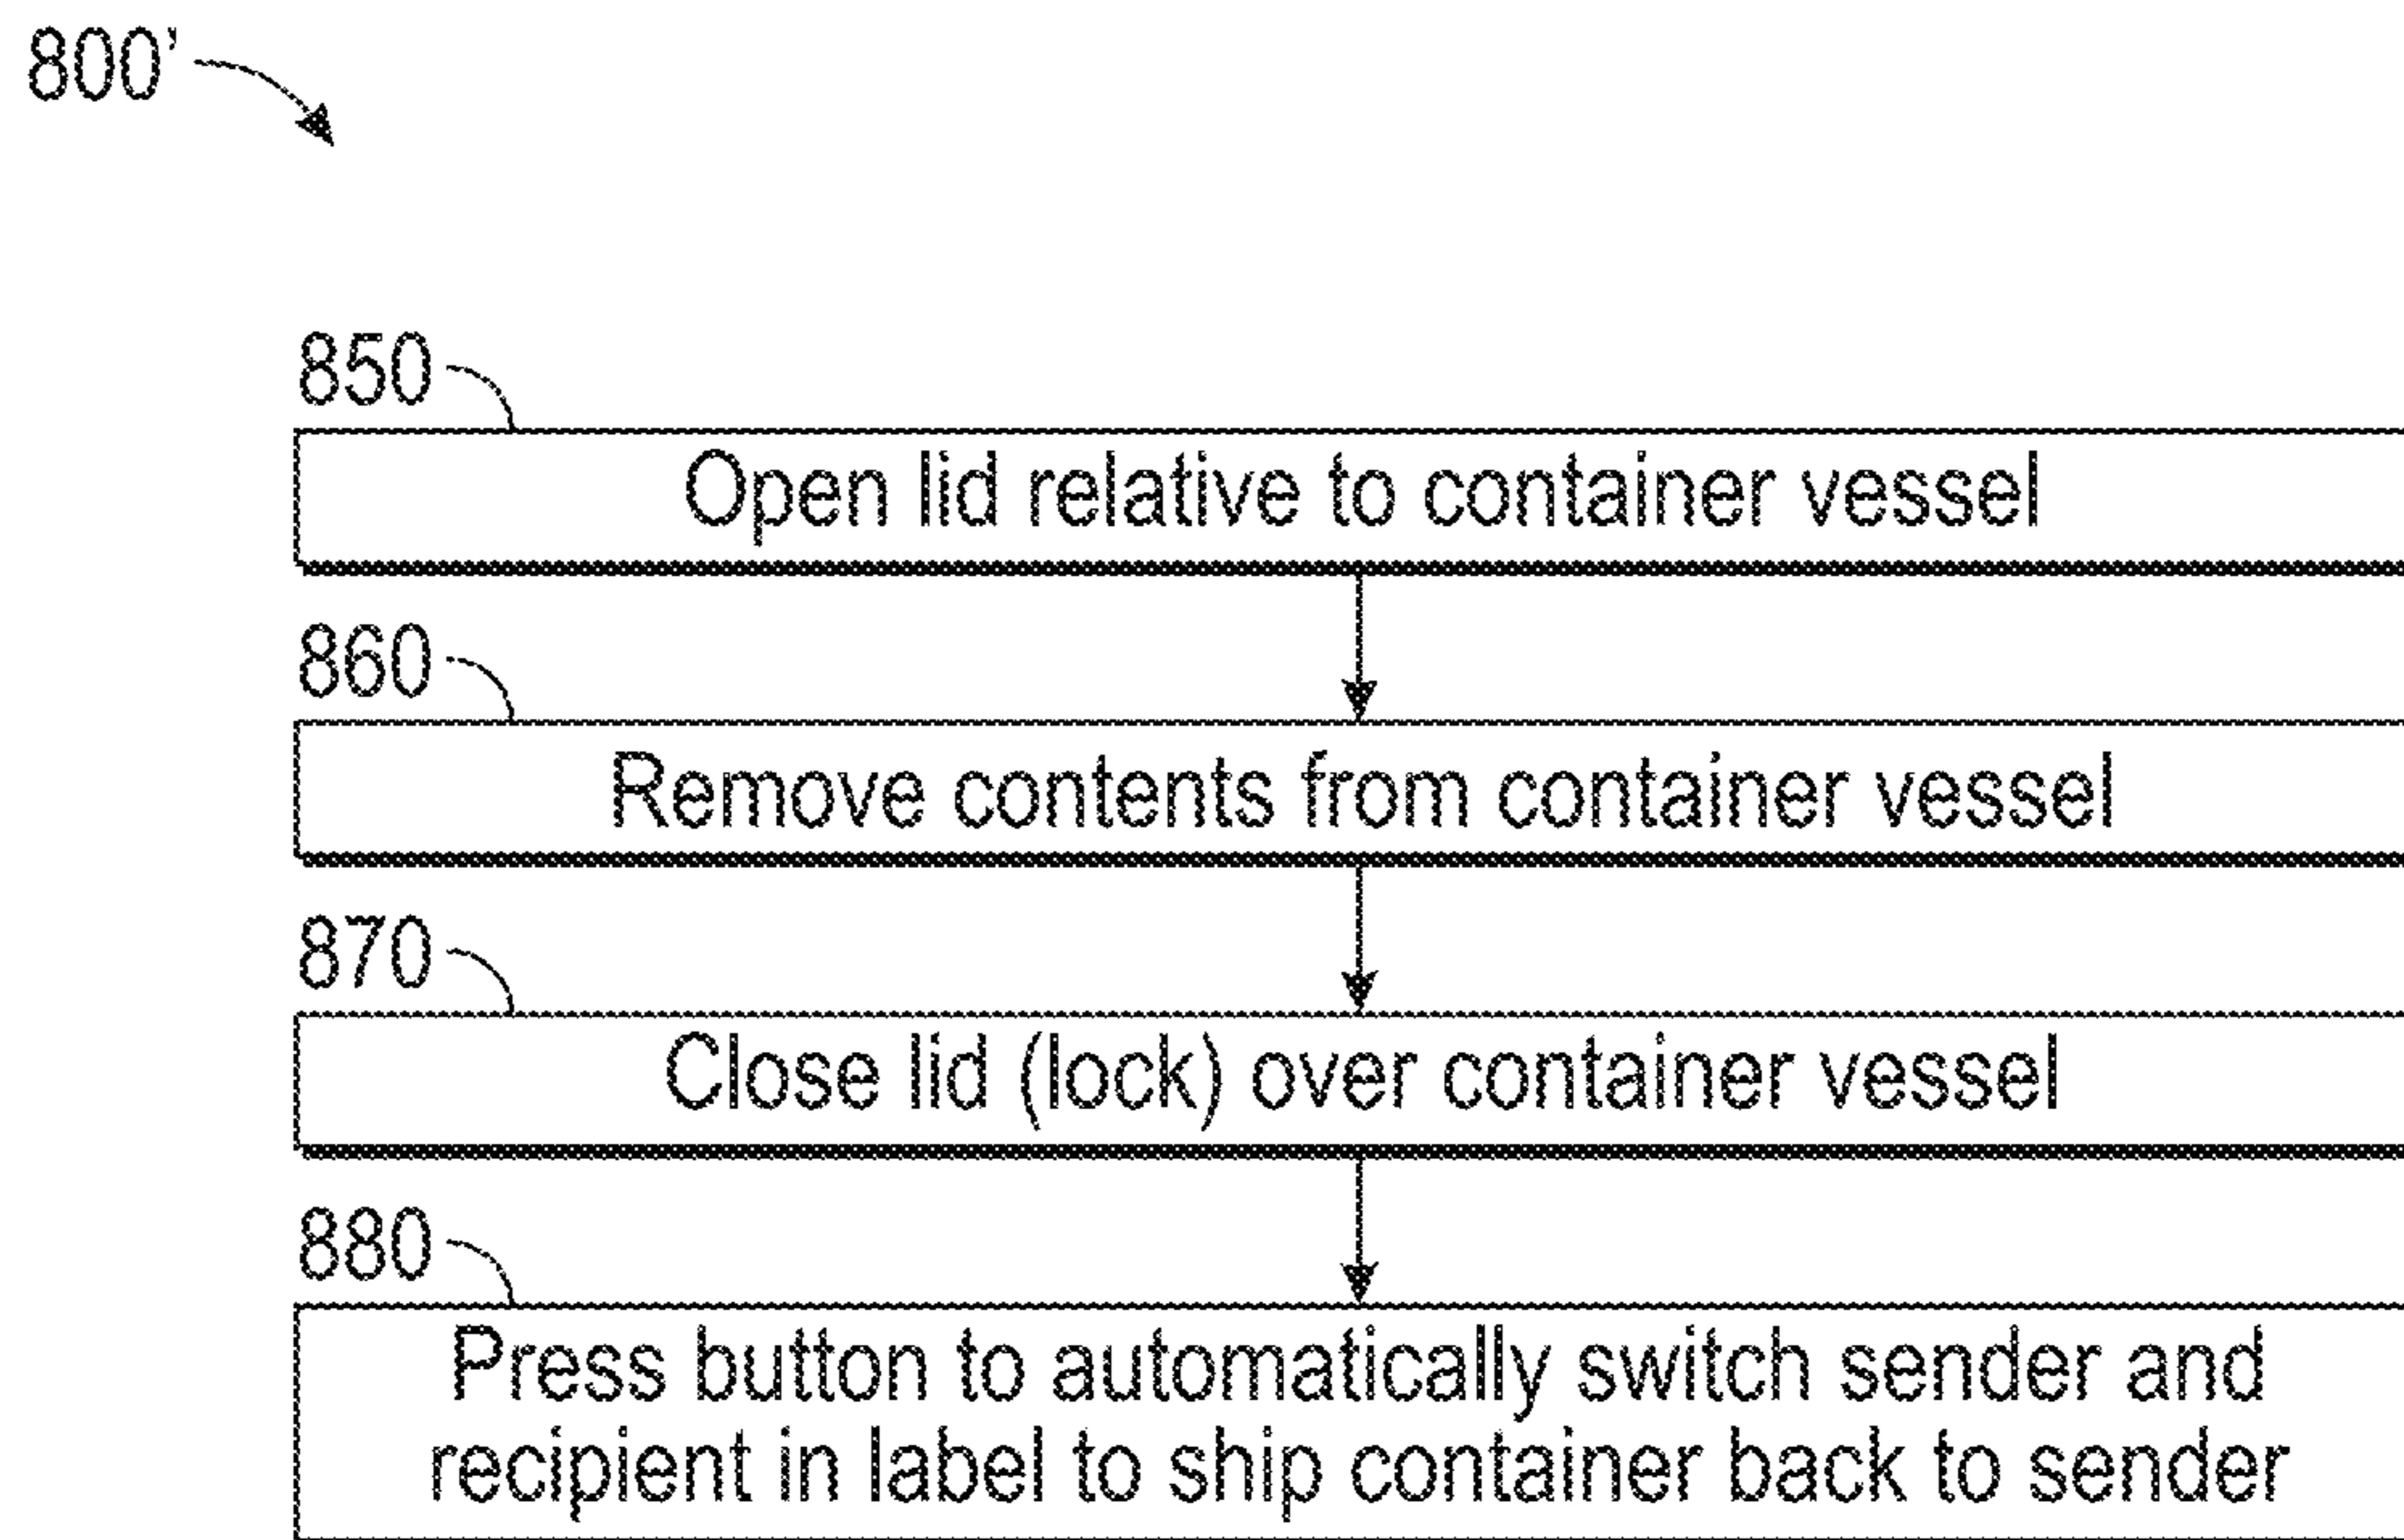 800’
850
Open lid relative to container vessel
860
Remove contents from container vessel
870
Close lid (lock) over container vessel
880
Press button to automatically switch sender and
recipient in label to ship container back to sender